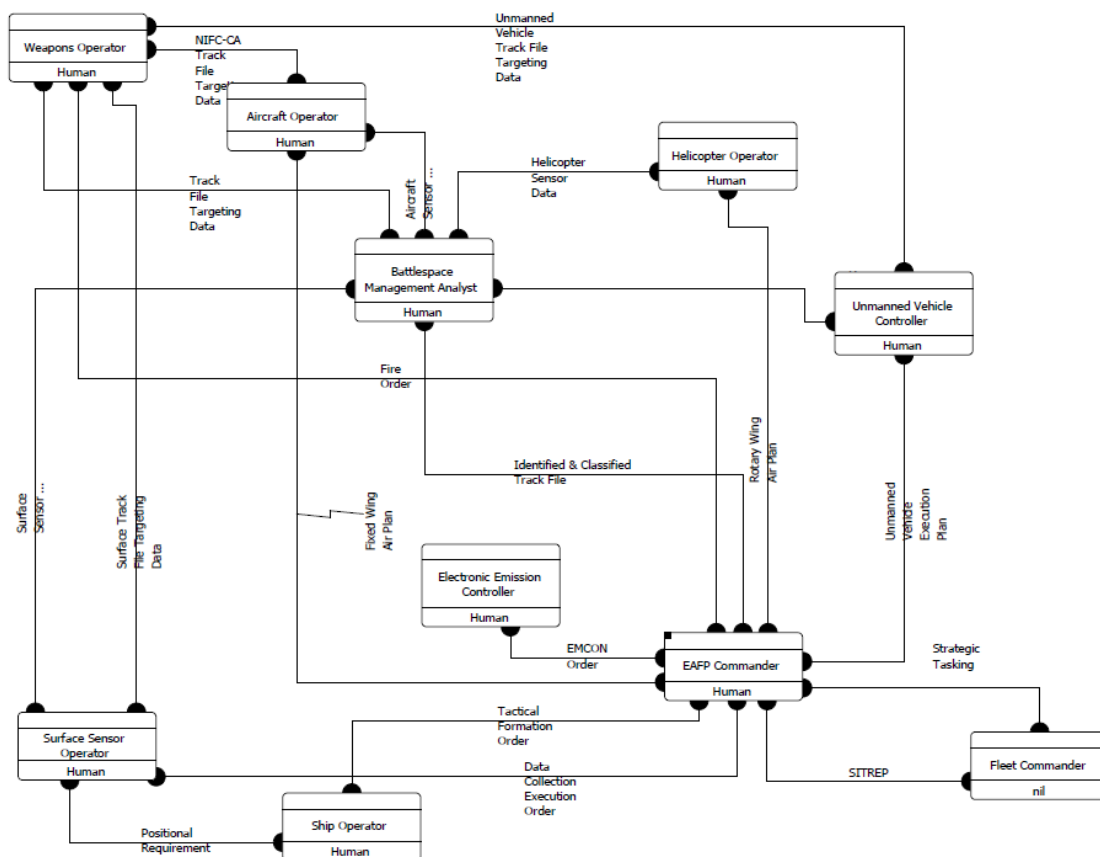 Weapons Operator
Human
NIFC-CA
Track
File
Targeting
Data
Unmanned
Vehicle
Track File
Targeting
Data
Aircraft Operator
Human
Helicopter Operator
Human
Helicopter
Sensor
Data
Track
File
Targeting
Data
Aircraft
Sensor ...
Battlespace
Management Analyst
Human
Unmanned Vehicle
Controller
Human
Fire
Order
Rotary Wing
Air Plan
Identified & Classified
Track File
Unmanned
Vehicle
Execution
Plan
Surface
Sensor ...
Surface Track
File Targeting
Data
Fixed Wing
Air Plan
Electronic Emission
Controller
Human
EMCON
Order
EAFP Commander
Human
Strategic
Tasking
Tactical
Formation
Order
Surface Sensor
Operator
Human
Data
Collection
Execution
Order
SITREP
Fleet Commander
nil
Ship Operator
Human
Positional
Requirement